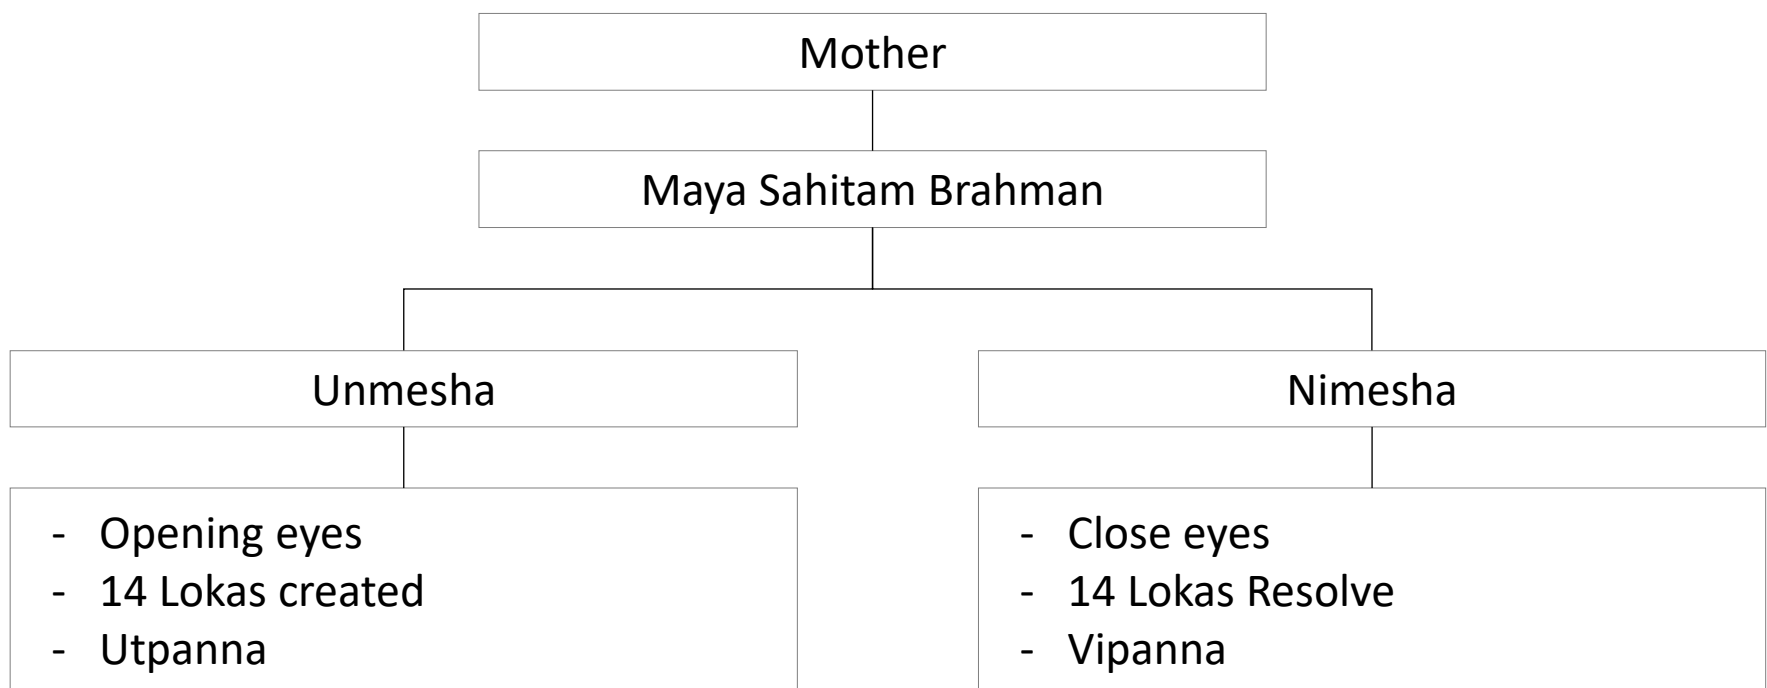 Mother
Maya Sahitam Brahman
Unmesha
Nimesha
- Opening eyes
- 14 Lokas created
- Utpanna
- Close eyes
- 14 Lokas Resolve
- Vipanna